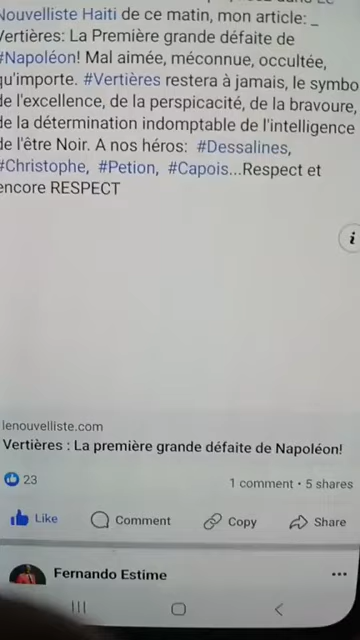 Nouvelliste Haiti de ce matin, mon article: _
Vertières: La Première grande défaite de
#Napoléon! Mal aimée, méconnue, occultée,
qu'importe. #Vertières restera à jamais, le symbo
de l'excellence, de la perspicacité, de la bravoure,
de la détermination indomptable de l'intelligence
de l'être Noir. A nos héros: #Dessalines,
#Christophe, #Petion, #Capois...Respect et
encore RESPECT
i
lenouvelliste.com
Vertières : La première grande défaite de Napoléon!
23
1 comment • 5 shares
Like Comment Copy Share
Fernando Estime